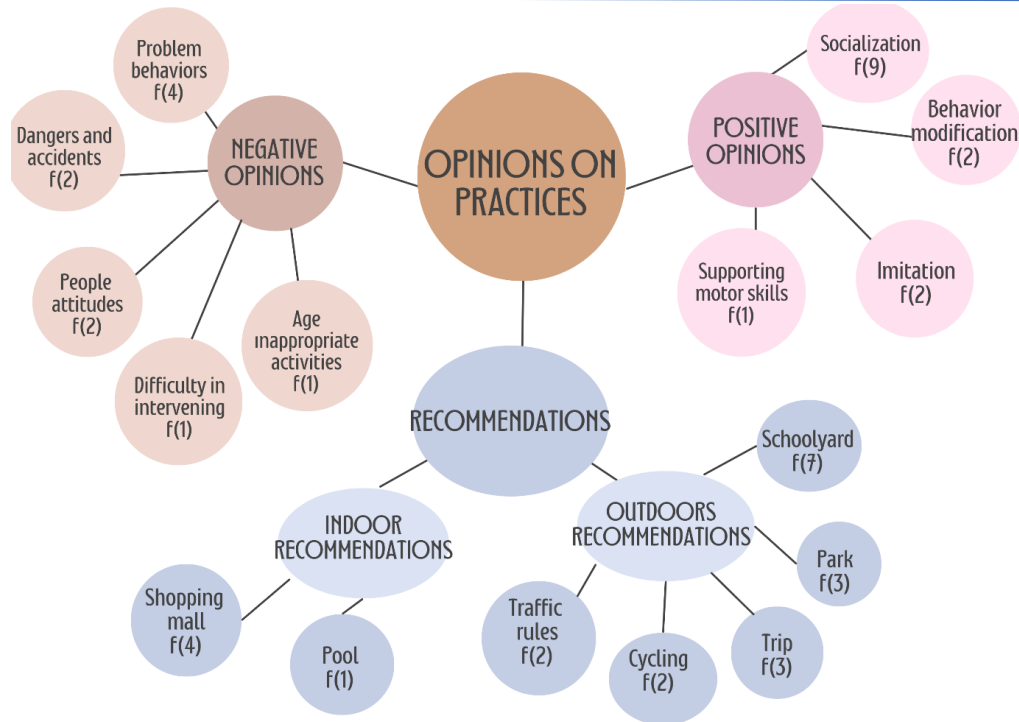 OPINIONS ON
PRACTICES
NEGATIVE
OPINIONS
Problem
behaviors
f(4)
Dangers and
accidents
f(2)
People
attitudes
f(2)
Difficulty in
intervening
f(1)
Age
inappropriate
activities
f(1)
POSITIVE
OPINIONS
Socialization
f(9)
Behavior
modification
f(2)
Imitation
f(2)
Supporting
motor skills
f(1)
RECOMMENDATIONS
INDOOR
RECOMMENDATIONS
Shopping
mall
f(4)
Pool
f(1)
OUTDOORS
RECOMMENDATIONS
Schoolyard
f(7)
Park
f(3)
Trip
f(3)
Cycling
f(2)
Traffic
rules
f(2)